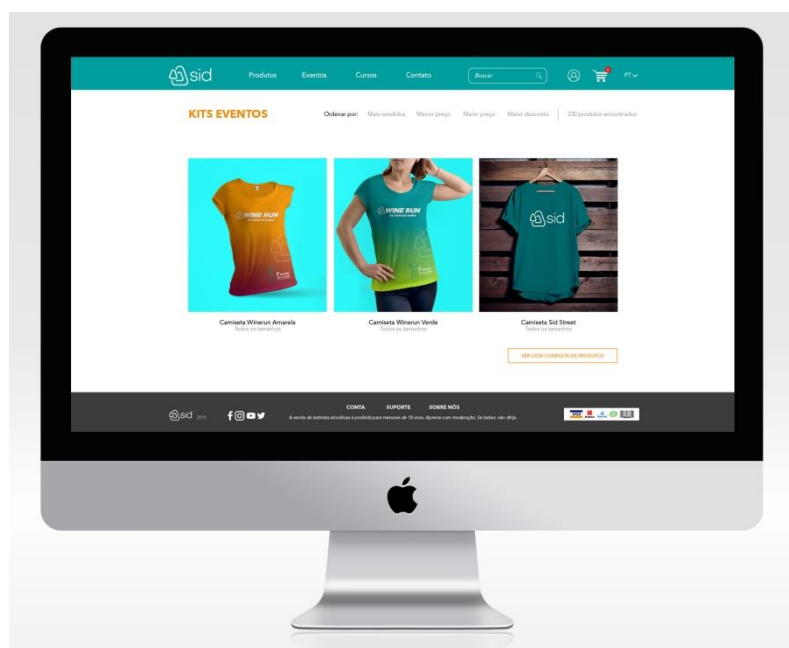 sid
Produtos Eventos Cursos Contato Buscar PT
KITS EVENTOS
Ordenar por: Mais vendidos Menor preço Maior preço Maior desconto 230 produtos encontrados
WINE RUN
WINE RUN
sid
Camiseta Winerun Amarela
Todos os tamanhos
Camiseta Winerun Verde
Todos os tamanhos
Camiseta Sid Street
Todos os tamanhos
VER LISTA COMPLETA DE PRODUTOS
CONTA SUPORTE SOBRE NÓS
sid 2019
A venda de bebidas alcoólicas é proibida para menores de 18 anos. Aprecie com moderação. Se beber, não dirija.
VISA